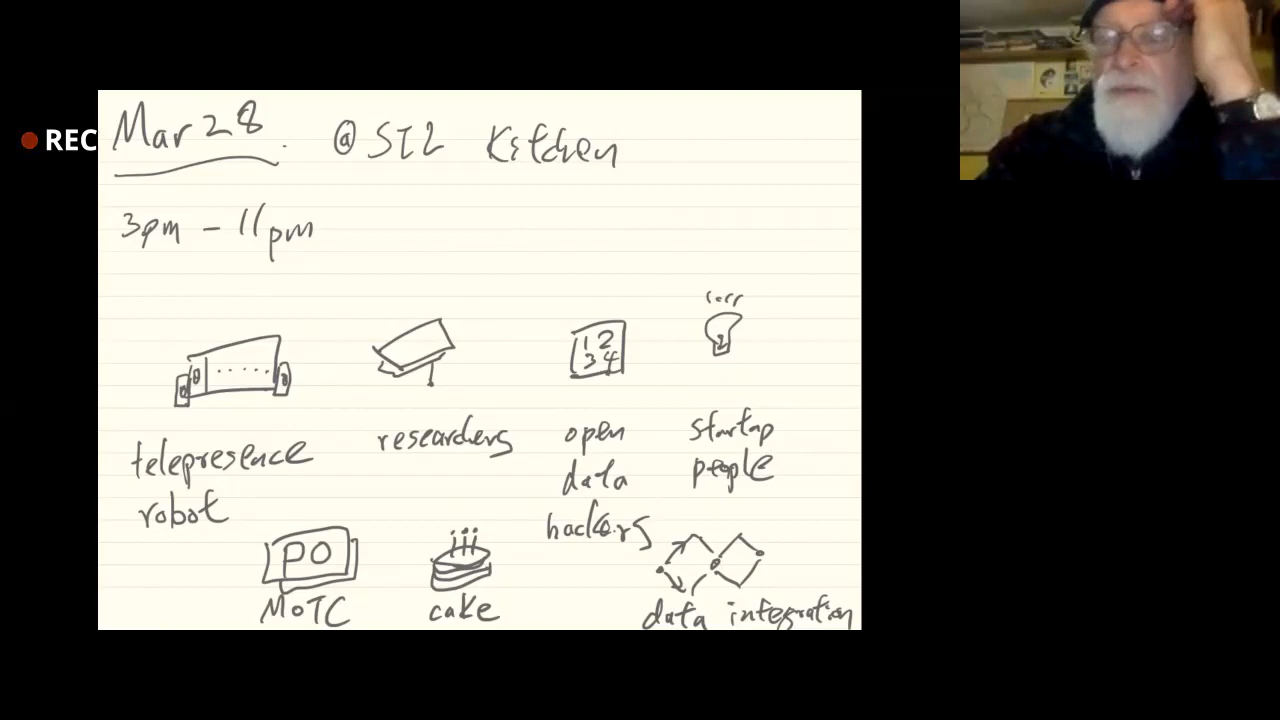 REC
Mar 28
@ SIL Kitchen
3pm - 11pm
1 2
3 4
telepresence
robot
researchers
open
data
hackers
startup
people
PO
MOTC
cake
data integration